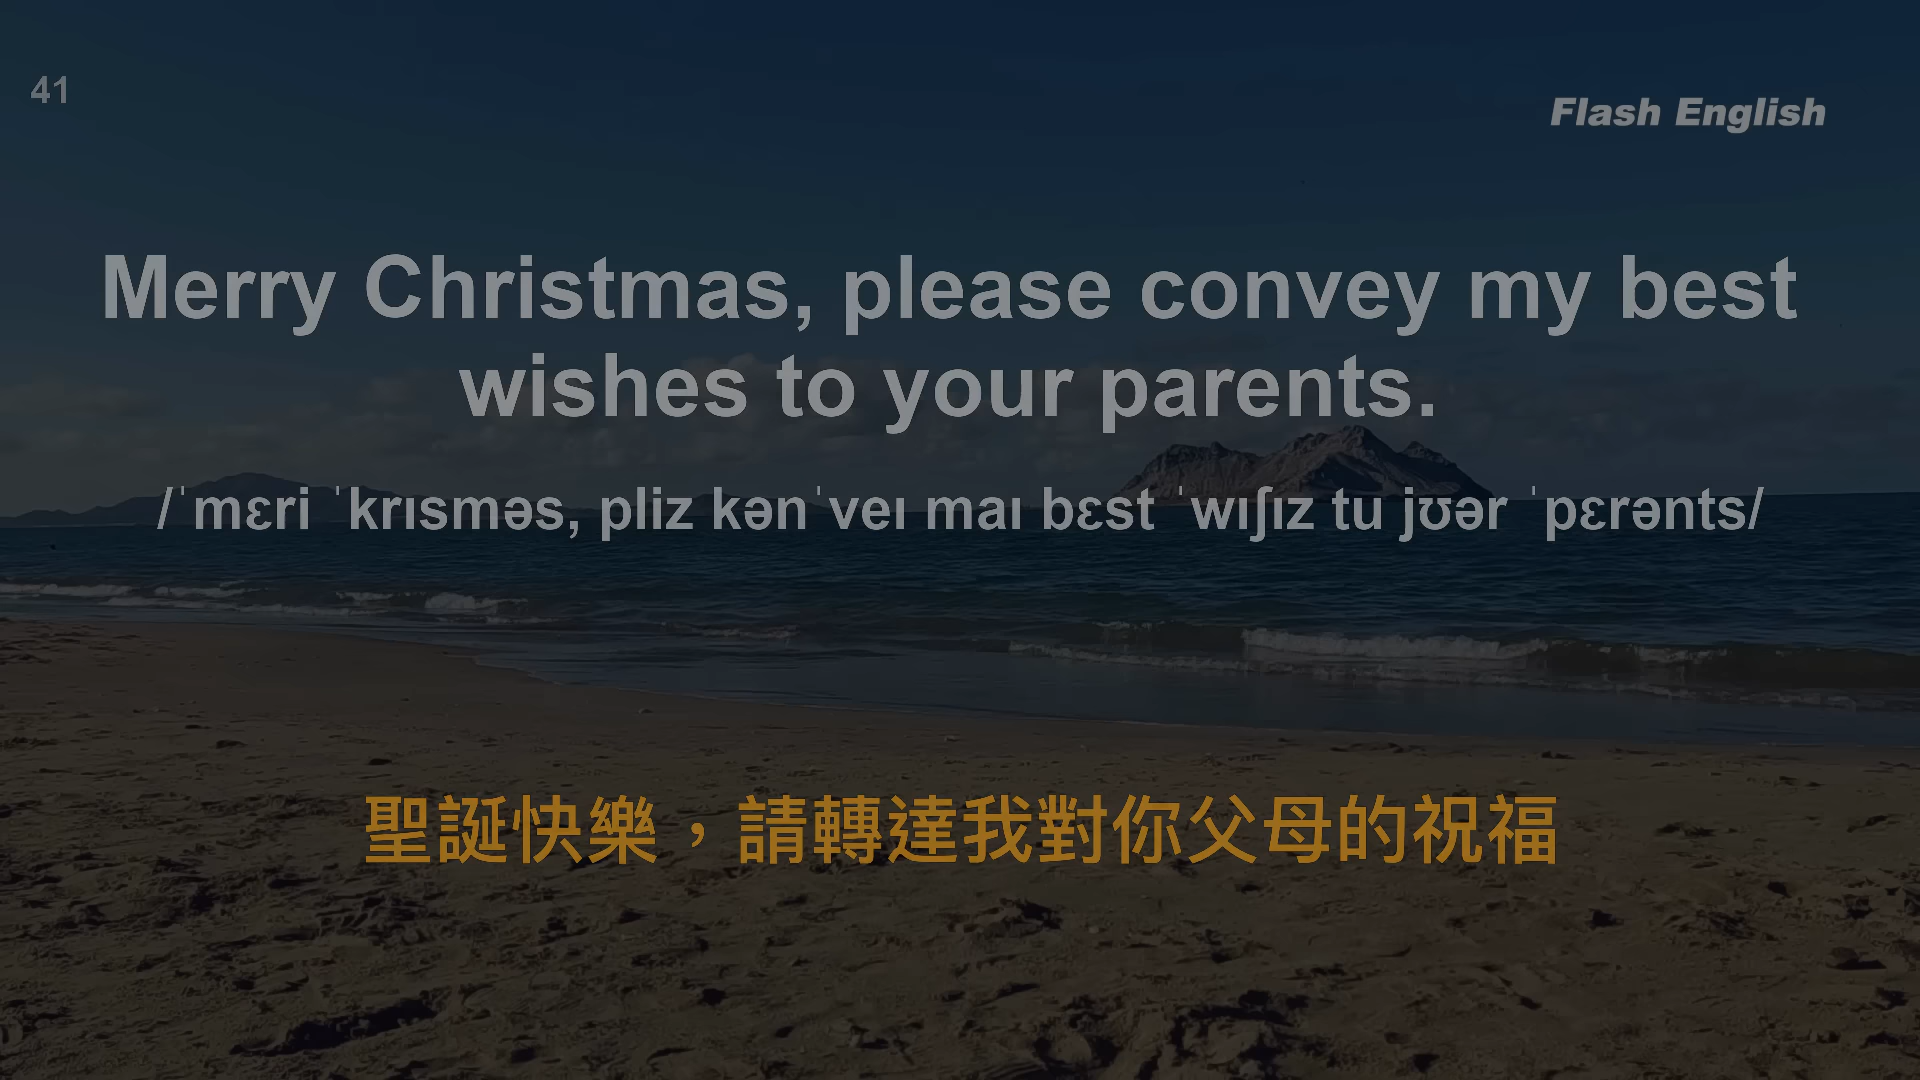 41
Flash English
Merry Christmas, please convey my best
wishes to your parents.
/ˈmɛri ˈkrɪsməs, pliz kənˈveɪ maɪ bɛst ˈwɪʃɪz tu jʊər ˈpɛrənts/
聖誕快樂，請轉達我對你父母的祝福